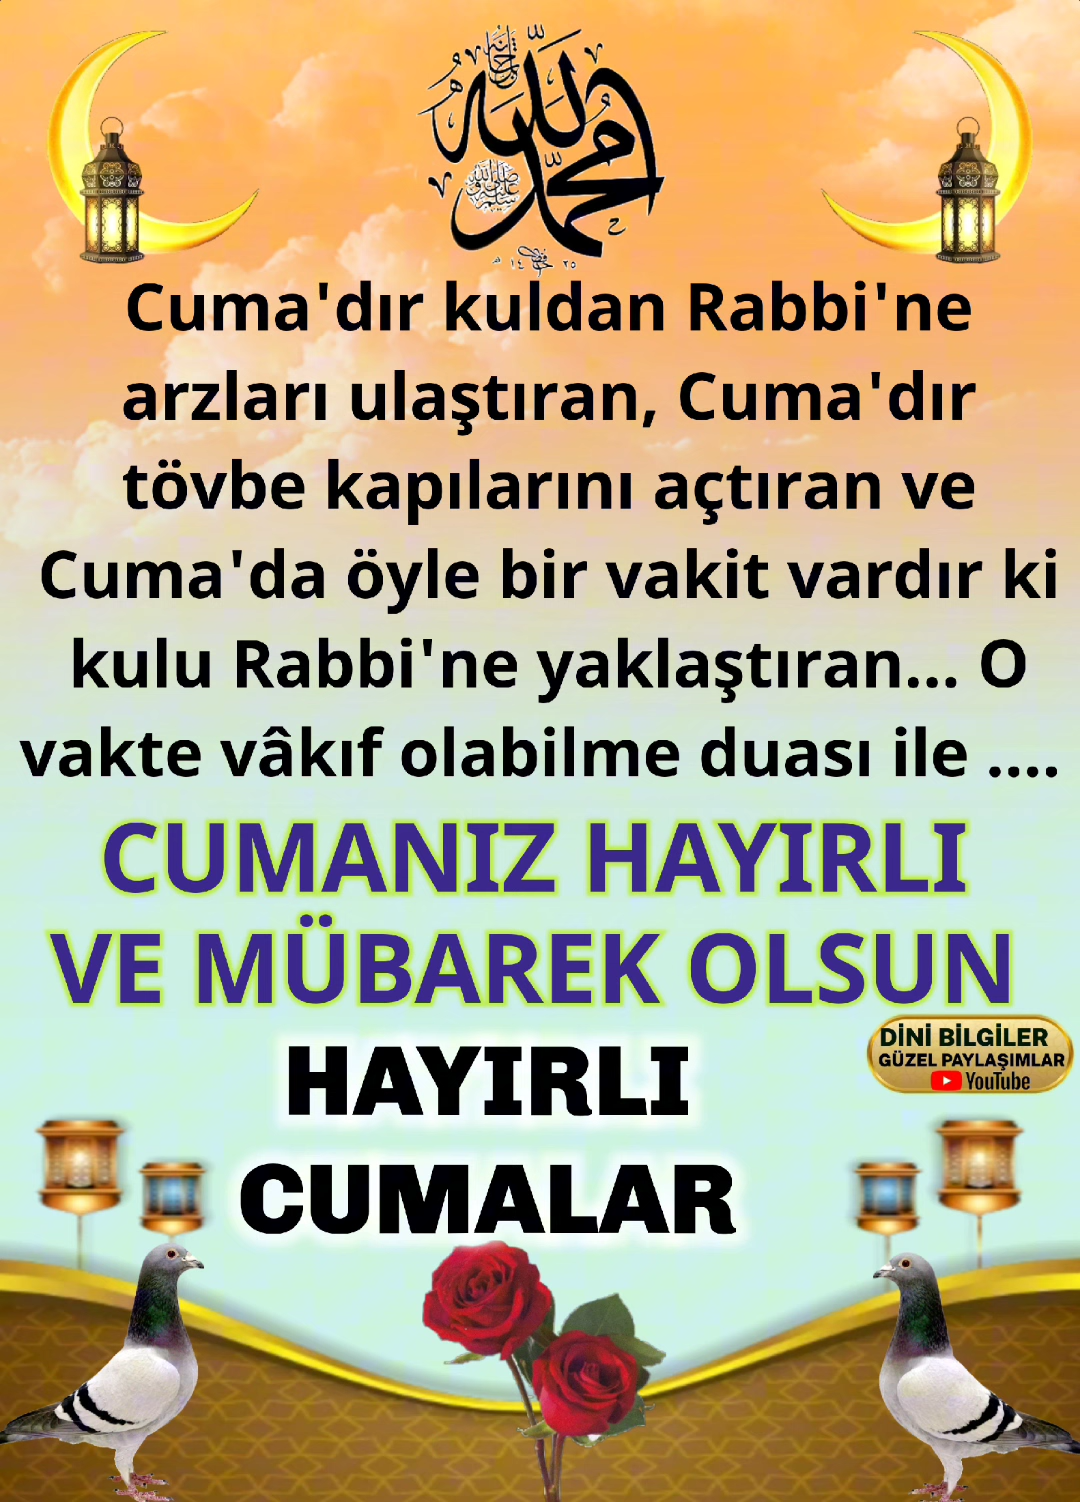 Cuma'dır kuldan Rabbi'ne
arzları ulaştıran, Cuma'dır
tövbe kapılarını açtıran ve
Cuma'da öyle bir vakit vardır ki
kulu Rabbi'ne yaklaştıran... O
vakte vâkıf olabilme duası ile ....
CUMANIZ HAYIRLI
VE MÜBAREK OLSUN
DİNİ BİLGİLER
GÜZEL PAYLAŞIMLAR
YouTube
HAYIRLI
CUMALAR